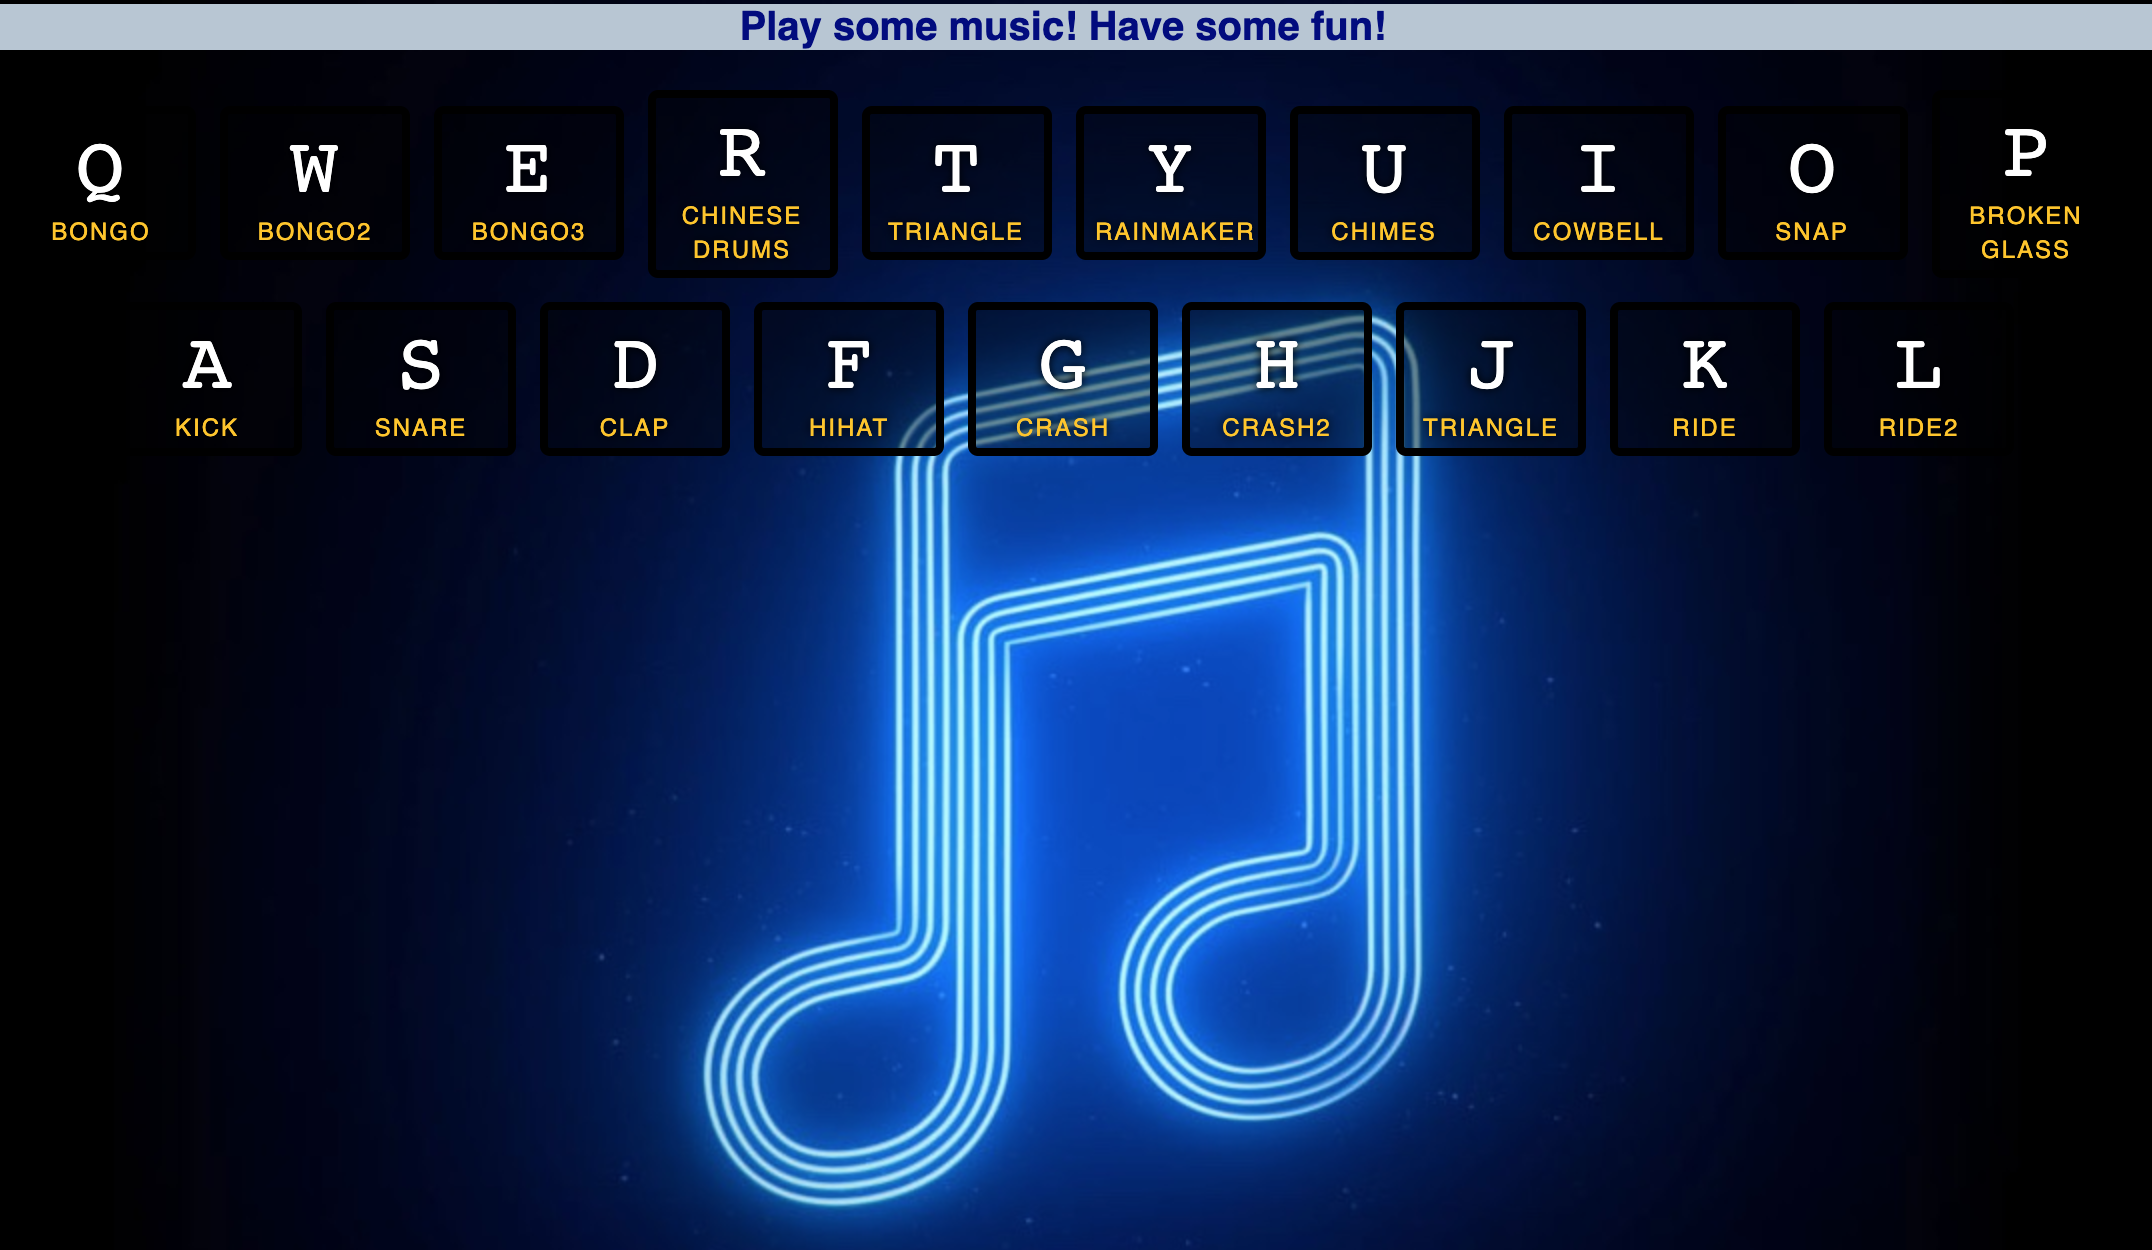 Play some music! Have some fun!
Q W E R T Y U I O P
BONGO BONGO2 BONGO3 CHINESE DRUMS TRIANGLE RAINMAKER CHIMES COWBELL SNAP BROKEN GLASS
A S D F G H J K L
KICK SNARE CLAP HIHAT CRASH CRASH2 TRIANGLE RIDE RIDE2